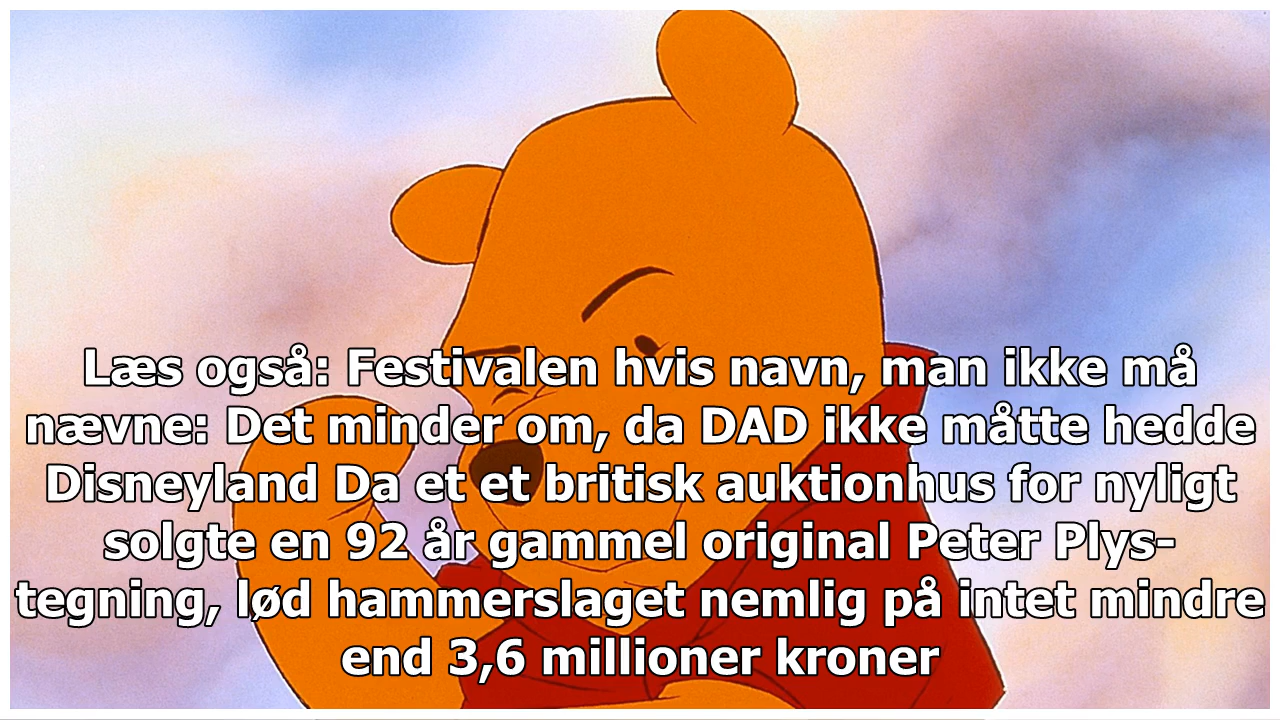 Læs også: Festivalen hvis navn, man ikke må
nævne: Det minder om, da DAD ikke måtte hedde
Disneyland Da et et britisk auktionhus for nyligt
solgte en 92 år gammel original Peter Plys-
tegning, lød hammerslaget nemlig på intet mindre
end 3,6 millioner kroner